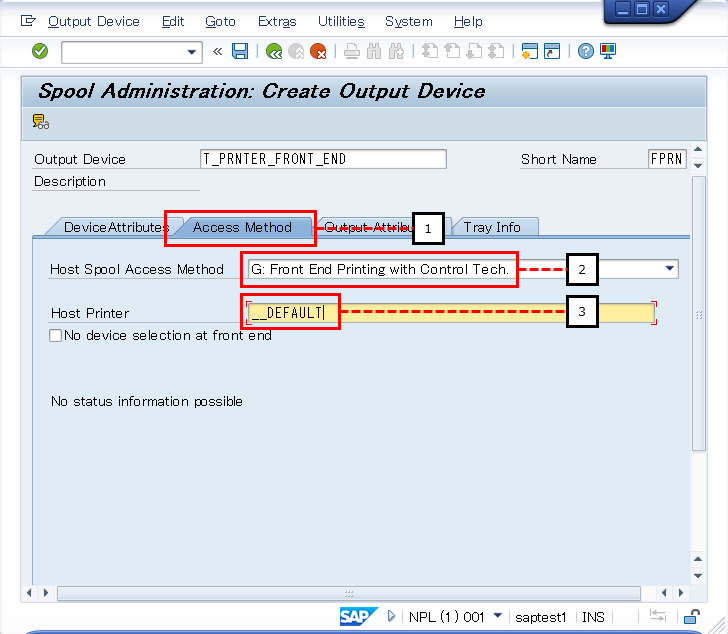 Output Device Edit Goto Extras Utilities System Help
«
Spool Administration: Create Output Device
Output Device T_PRNTER_FRONT_END Short Name FPRN
Description
DeviceAttributes Access Method Output Attribu 1 Tray Info
Host Spool Access Method G: Front End Printing with Control Tech. 2
Host Printer __DEFAULT 3
No device selection at front end
No status information possible
SAP NPL (1) 001 saptest1 INS